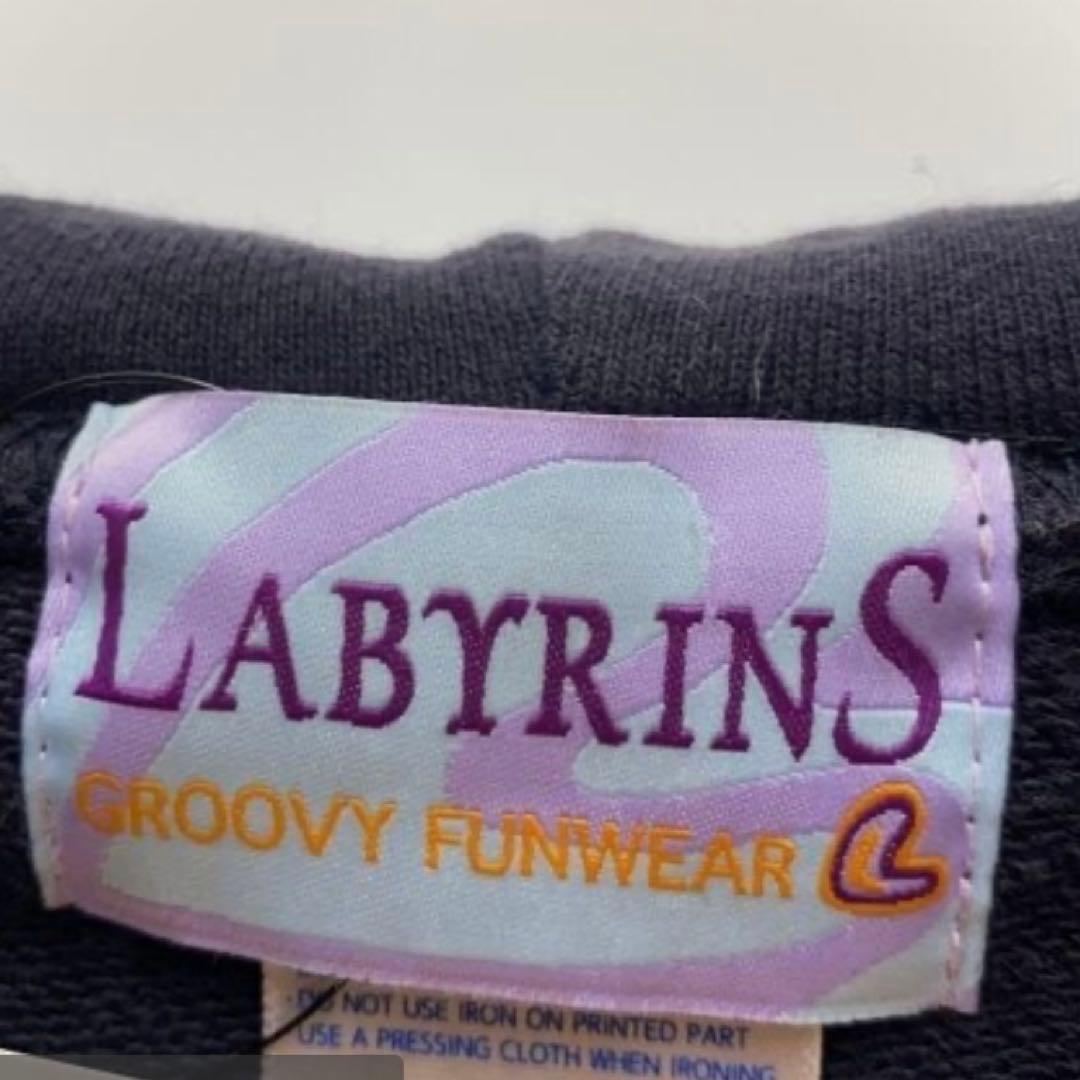 LABYRINS
GROOVY FUNWEAR
· DO NOT USE IRON ON PRINTED PART
USE A PRESSING CLOTH WHEN IRONING